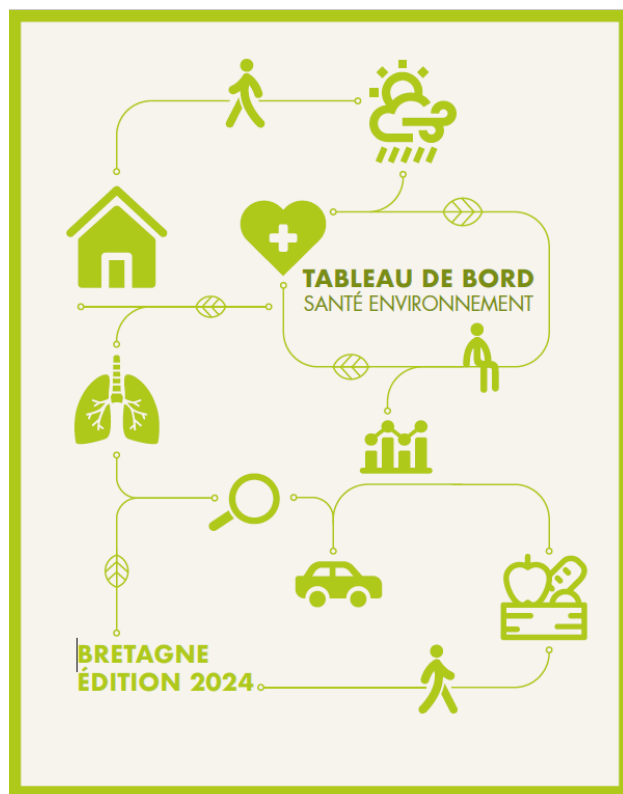 TABLEAU DE BORD
SANTÉ ENVIRONNEMENT
BRETAGNE
ÉDITION 2024